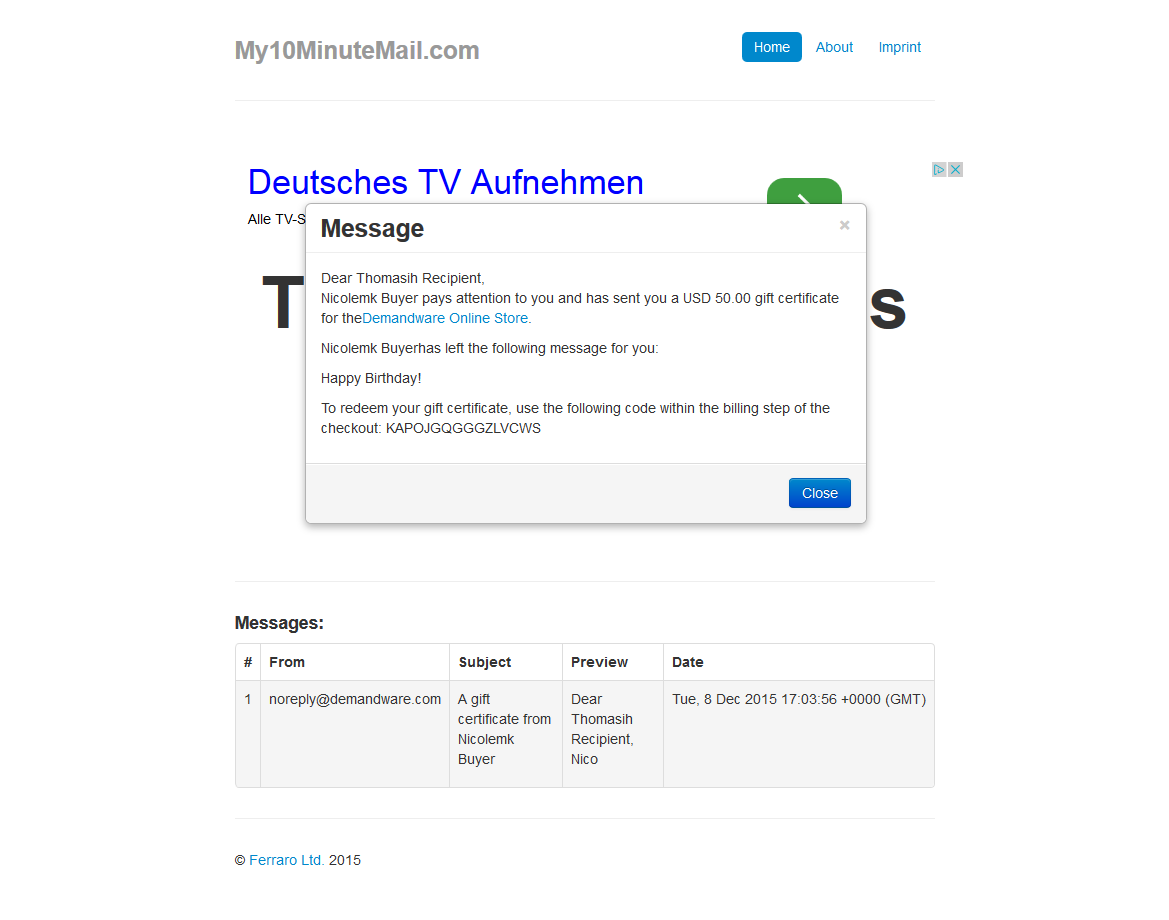 My10MinuteMail.com
Home About Imprint
Deutsches TV Aufnehmen
Alle TV-S
Message ×
Dear Thomasih Recipient,
Nicolemk Buyer pays attention to you and has sent you a USD 50.00 gift certificate
for theDemandware Online Store.
Nicolemk Buyerhas left the following message for you:
Happy Birthday!
To redeem your gift certificate, use the following code within the billing step of the
checkout: KAPOJGQGGGZLVCWS
Close
Messages:
# From Subject Preview Date
1 noreply@demandware.com A gift Dear Tue, 8 Dec 2015 17:03:56 +0000 (GMT)
certificate from Thomasih
Nicolemk Recipient,
Buyer Nico
© Ferraro Ltd. 2015